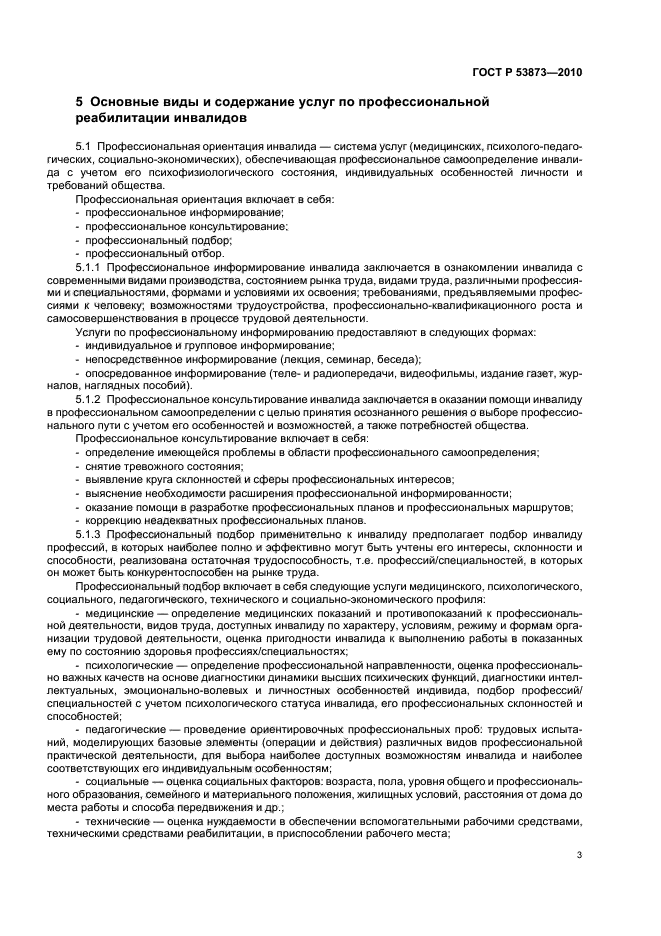 ГОСТ Р 53873—2010
5 Основные виды и содержание услуг по профессиональной
реабилитации инвалидов
5.1 Профессиональная ориентация инвалида — система услуг (медицинских, психолого-педаго-
гических, социально-экономических), обеспечивающая профессиональное самоопределение инвали-
да с учетом его психофизиологического состояния, индивидуальных особенностей личности и
требований общества.
Профессиональная ориентация включает в себя:
- профессиональное информирование;
- профессиональное консультирование;
- профессиональный подбор;
- профессиональный отбор.
5.1.1 Профессиональное информирование инвалида заключается в ознакомлении инвалида с
современными видами производства, состоянием рынка труда, видами труда, различными профессия-
ми и специальностями, формами и условиями их освоения; требованиями, предъявляемыми профес-
сиями к человеку; возможностями трудоустройства, профессионально-квалификационного роста и
самосовершенствования в процессе трудовой деятельности.
Услуги по профессиональному информированию предоставляют в следующих формах:
- индивидуальное и групповое информирование;
- непосредственное информирование (лекция, семинар, беседа);
- опосредованное информирование (теле- и радиопередачи, видеофильмы, издание газет, жур-
налов, наглядных пособий).
5.1.2 Профессиональное консультирование инвалида заключается в оказании помощи инвалиду
в профессиональном самоопределении с целью принятия осознанного решения о выборе профессио-
нального пути с учетом его особенностей и возможностей, а также потребностей общества.
Профессиональное консультирование включает в себя:
- определение имеющейся проблемы в области профессионального самоопределения;
- снятие тревожного состояния;
- выявление круга склонностей и сферы профессиональных интересов;
- выяснение необходимости расширения профессиональной информированности;
- оказание помощи в разработке профессиональных планов и профессиональных маршрутов;
- коррекцию неадекватных профессиональных планов.
5.1.3 Профессиональный подбор применительно к инвалиду предполагает подбор инвалиду
профессий, в которых наиболее полно и эффективно могут быть учтены его интересы, склонности и
способности, реализована остаточная трудоспособность, т.е. профессий/специальностей, в которых
он может быть конкурентоспособен на рынке труда.
Профессиональный подбор включает в себя следующие услуги медицинского, психологического,
социального, педагогического, технического и социально-экономического профиля:
- медицинские — определение медицинских показаний и противопоказаний к профессиональ-
ной деятельности, видов труда, доступных инвалиду по характеру, условиям, режиму и формам орга-
низации трудовой деятельности, оценка пригодности инвалида к выполнению работы в показанных
ему по состоянию здоровья профессиях/специальностях;
- психологические — определение профессиональной направленности, оценка профессиональ-
но важных качеств на основе диагностики динамики высших психических функций, диагностики интел-
лектуальных, эмоционально-волевых и личностных особенностей индивида, подбор профессий/
специальностей с учетом психологического статуса инвалида, его профессиональных склонностей и
способностей;
- педагогические — проведение ориентировочных профессиональных проб: трудовых испыта-
ний, моделирующих базовые элементы (операции и действия) различных видов профессиональной
практической деятельности, для выбора наиболее доступных возможностям инвалида и наиболее
соответствующих его индивидуальным особенностям;
- социальные — оценка социальных факторов: возраста, пола, уровня общего и профессиональ-
ного образования, семейного и материального положения, жилищных условий, расстояния от дома до
места работы и способа передвижения и др.;
- технические — оценка нуждаемости в обеспечении вспомогательными рабочими средствами,
техническими средствами реабилитации, в приспособлении рабочего места;
3